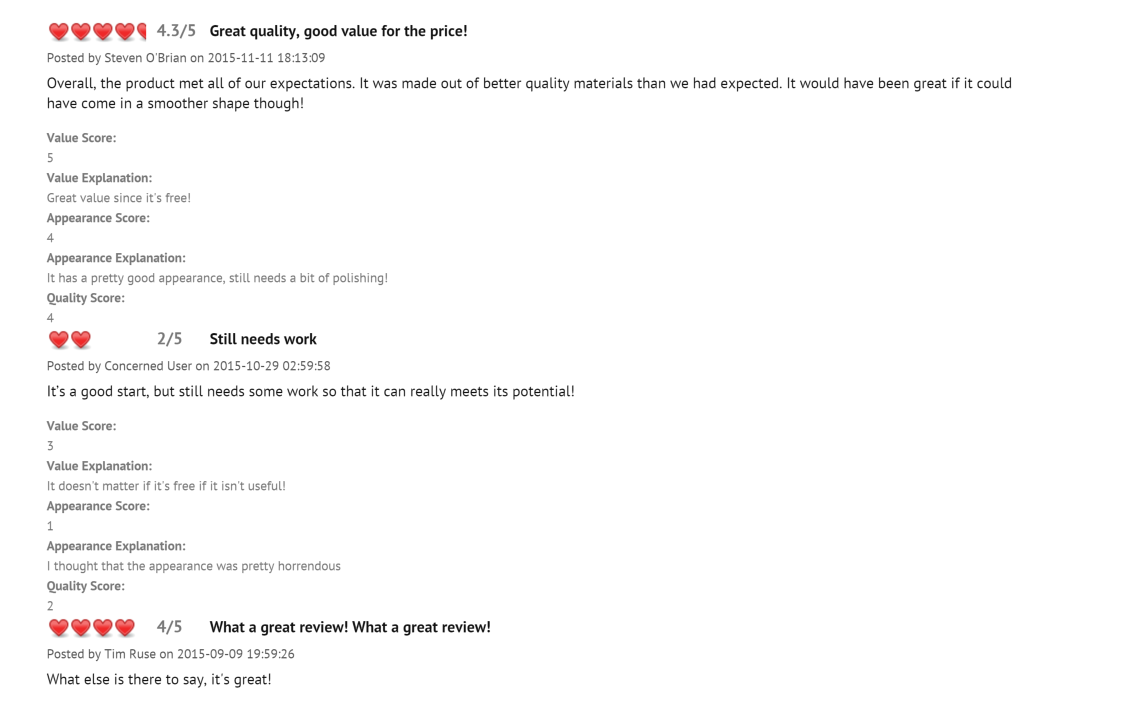 4.3/5 Great quality, good value for the price!
Posted by Steven O'Brian on 2015-11-11 18:13:09
Overall, the product met all of our expectations. It was made out of better quality materials than we had expected. It would have been great if it could
have come in a smoother shape though!
Value Score:
5
Value Explanation:
Great value since it's free!
Appearance Score:
4
Appearance Explanation:
It has a pretty good appearance, still needs a bit of polishing!
Quality Score:
4
2/5 Still needs work
Posted by Concerned User on 2015-10-29 02:59:58
It's a good start, but still needs some work so that it can really meets its potential!
Value Score:
3
Value Explanation:
It doesn't matter if it's free if it isn't useful!
Appearance Score:
1
Appearance Explanation:
I thought that the appearance was pretty horrendous
Quality Score:
2
4/5 What a great review! What a great review!
Posted by Tim Ruse on 2015-09-09 19:59:26
What else is there to say, it's great!